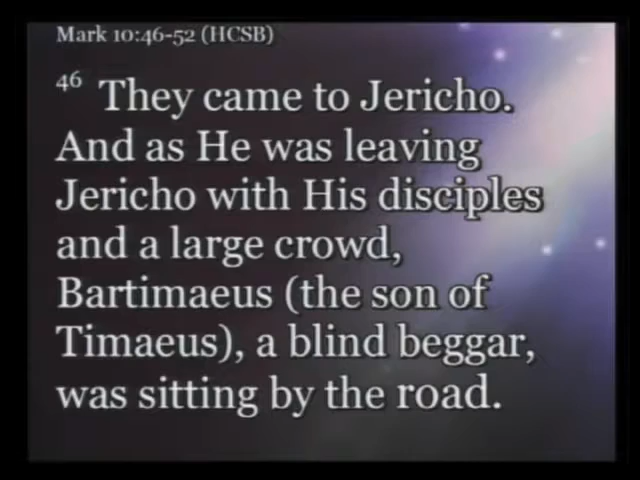 Mark 10:46-52 (HCSB)
46 They came to Jericho.
And as He was leaving
Jericho with His disciples
and a large crowd,
Bartimaeus (the son of
Timaeus), a blind beggar,
was sitting by the road.